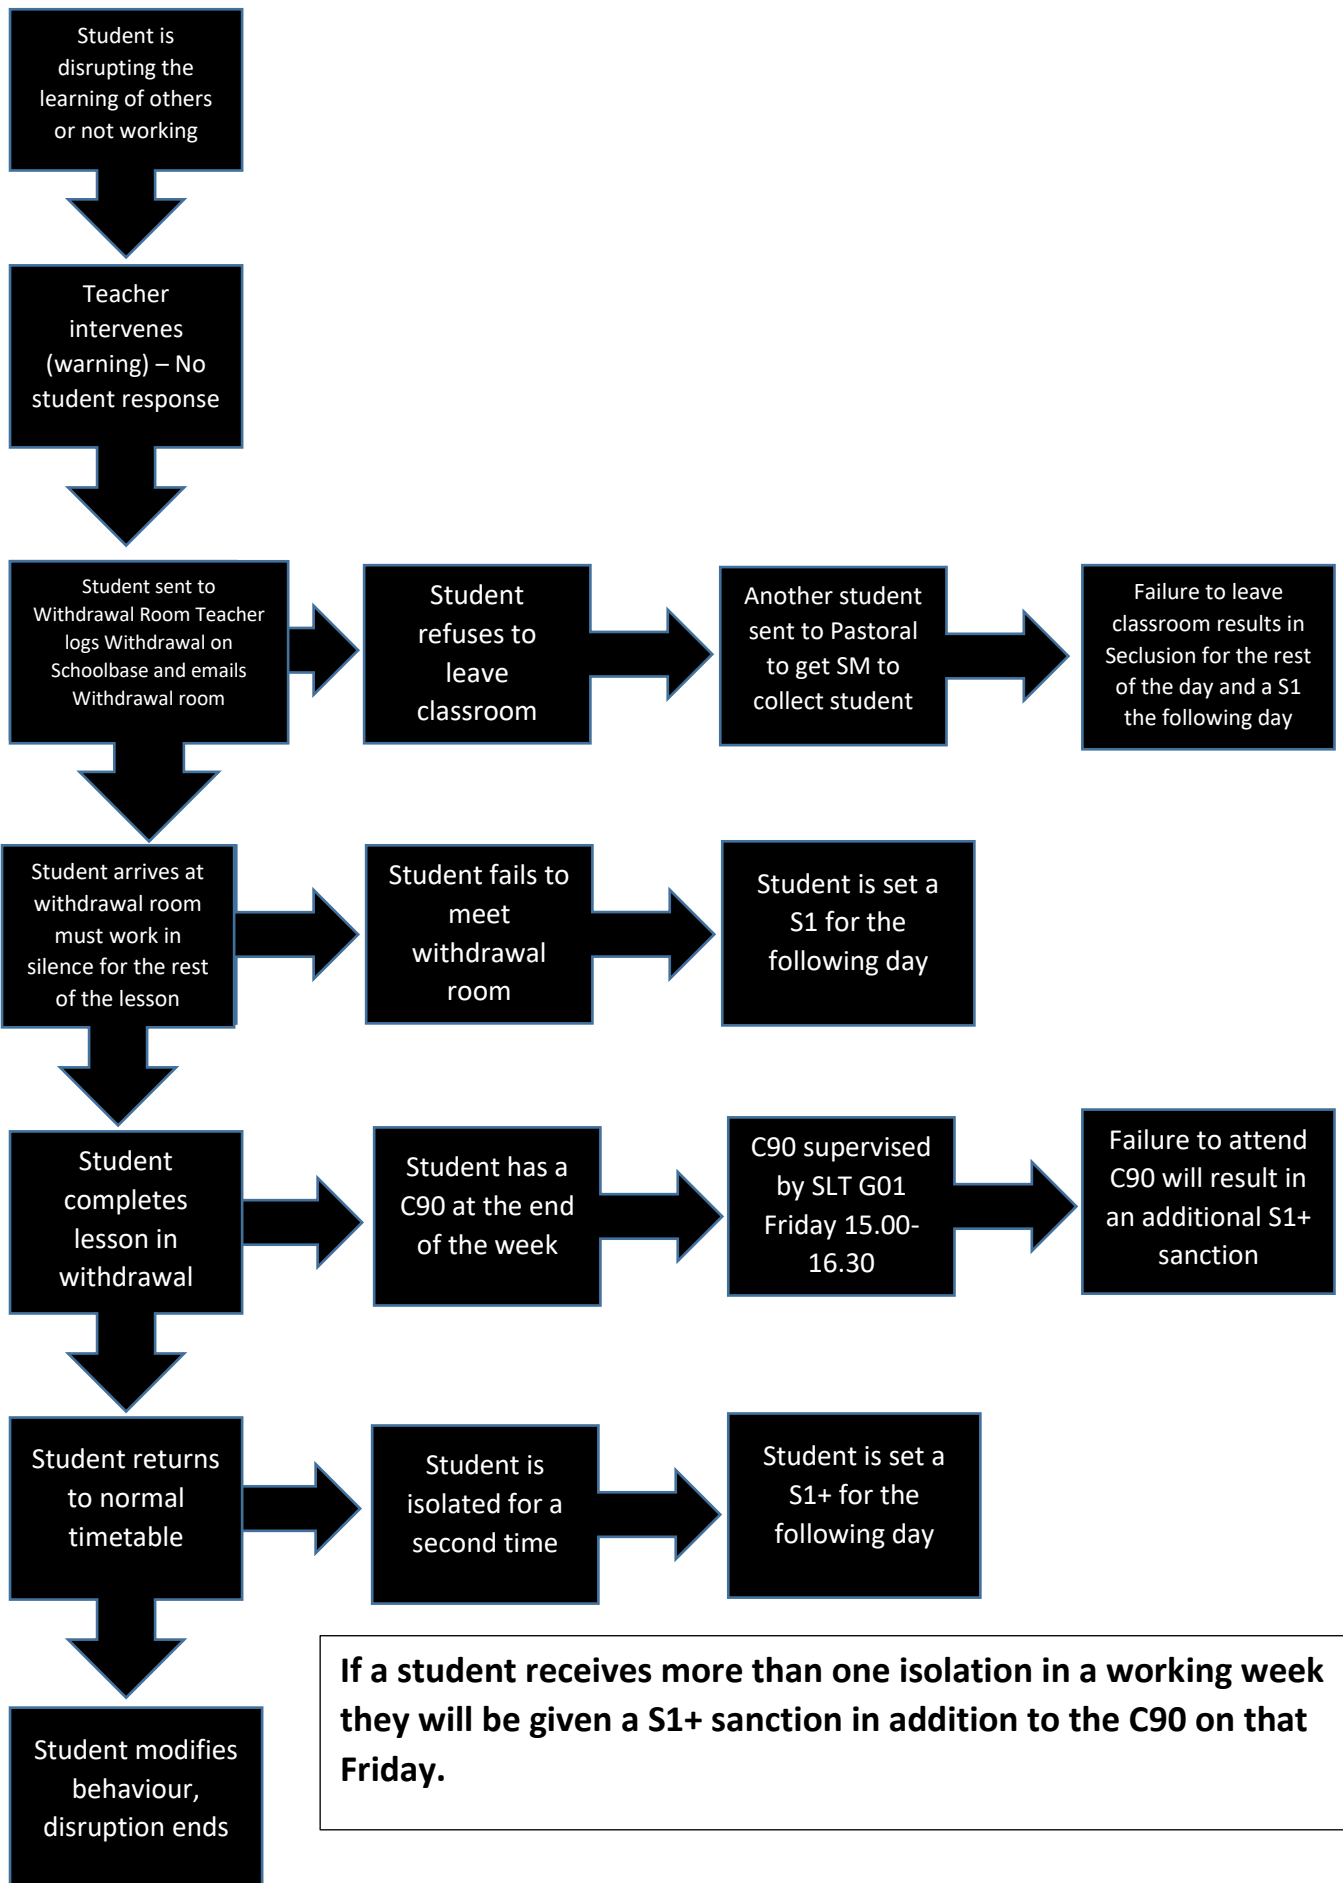 Student is
disrupting the
learning of others
or not working
Teacher
intervenes
(warning) – No
student response
Student sent to
Withdrawal Room Teacher
logs Withdrawal on
Schoolbase and emails
Withdrawal room
Student
refuses to
leave
classroom
Another student
sent to Pastoral
to get SM to
collect student
Failure to leave
classroom results in
Seclusion for the rest
of the day and a S1
the following day
Student arrives at
withdrawal room
must work in
silence for the rest
of the lesson
Student fails to
meet
withdrawal
room
Student is set a
S1 for the
following day
Student
completes
lesson in
withdrawal
Student has a
C90 at the end
of the week
C90 supervised
by SLT G01
Friday 15.00-
16.30
Failure to attend
C90 will result in
an additional S1+
sanction
Student returns
to normal
timetable
Student is
isolated for a
second time
Student is set a
S1+ for the
following day
If a student receives more than one isolation in a working week
they will be given a S1+ sanction in addition to the C90 on that
Friday.
Student modifies
behaviour,
disruption ends